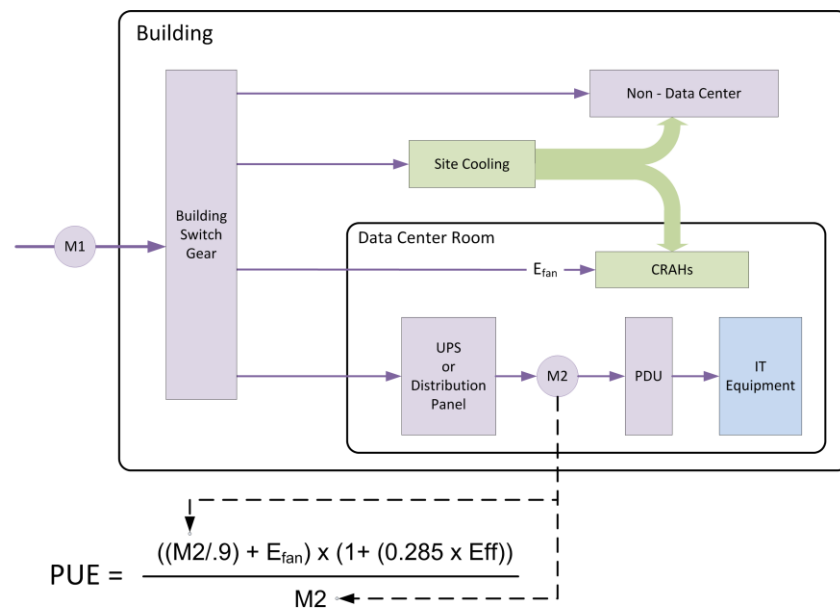 Building
Non - Data Center
Site Cooling
M1
Building
Switch
Gear
Data Center Room
Efan
CRAHs
UPS
or
Distribution
Panel
M2
PDU
IT
Equipment
PUE = ((M2/.9) + Efan) x (1+ (0.285 x Eff))
M2